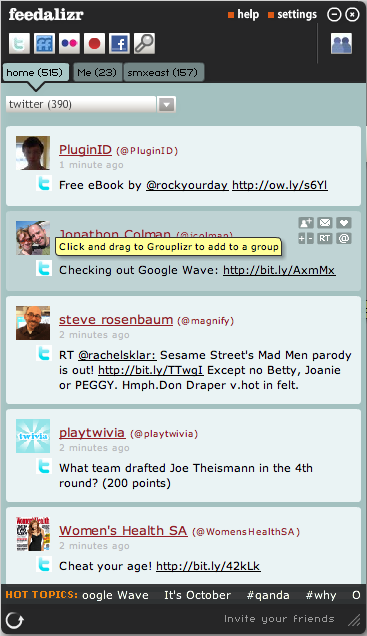 feedalizr
help settings
home (515) Me (23) smxeast (157)
twitter (390)
PluginID (@PluginID)
1 minute ago
Free eBook by @rockyourday http://ow.ly/s6Yl
Jonathon Colman (@jcolman)
Click and drag to Grouplizr to add to a group
RT @
Checking out Google Wave: http://bit.ly/AxmMx
steve rosenbaum (@magnify)
2 minutes ago
RT @rachelsklar: Sesame Street's Mad Men parody
is out! http://bit.ly/TTwqI Except no Betty, Joanie
or PEGGY. Hmph.Don Draper v.hot in felt.
twivia
playtwivia (@playtwivia)
2 minutes ago
What team drafted Joe Theismann in the 4th
round? (200 points)
Women's Health
Women's Health SA (@WomensHealthSA)
2 minutes ago
Cheat your age! http://bit.ly/42kLk
HOT TOPICS: oogle Wave It's October #qanda #why O
Invite your friends